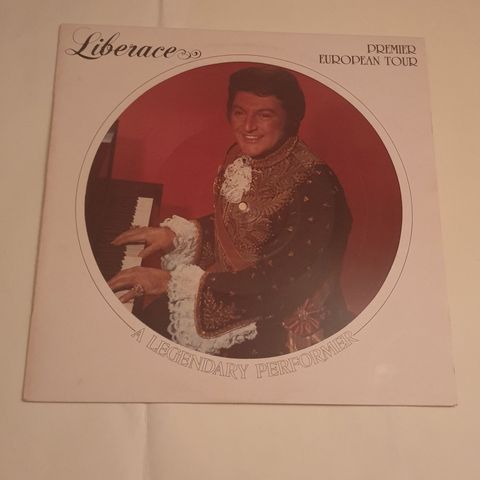 Liberace
PREMIER
EUROPEAN TOUR
A LEGENDARY PERFORMER